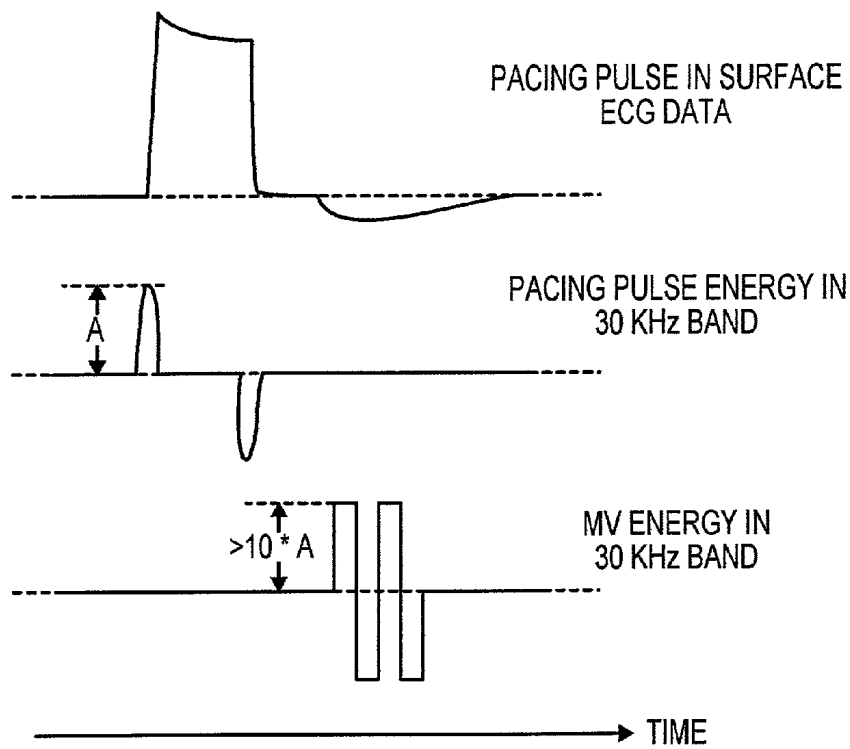 PACING PULSE IN SURFACE
ECG DATA
PACING PULSE ENERGY IN
30 KHz BAND
A
MV ENERGY IN
30 KHz BAND
>10 * A
TIME